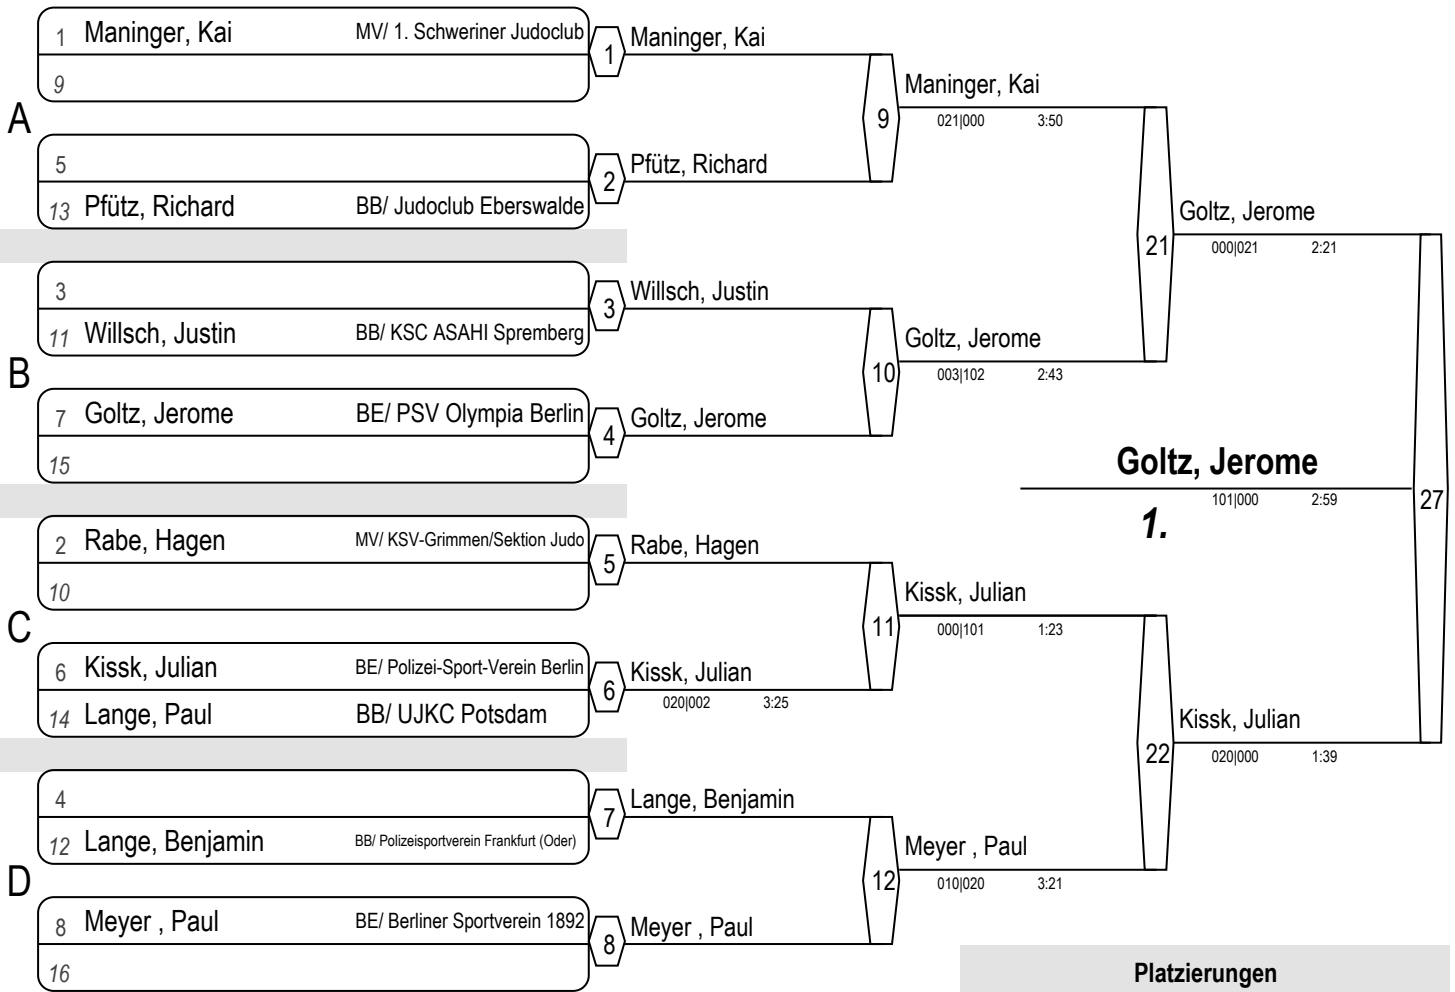 1 Maninger, Kai MV/ 1. Schweriner Judoclub
9
1 Maninger, Kai
A
5
13 Pfütz, Richard BB/ Judoclub Eberswalde
2 Pfütz, Richard
9 Maninger, Kai
021|000 3:50
3
11 Willsch, Justin BB/ KSC ASAHI Spremberg
3 Willsch, Justin
B
7 Goltz, Jerome BE/ PSV Olympia Berlin
15
4 Goltz, Jerome
10 Goltz, Jerome
003|102 2:43
21 Goltz, Jerome
000|021 2:21
2 Rabe, Hagen MV/ KSV-Grimmen/Sektion Judo
10
5 Rabe, Hagen
C
6 Kissk, Julian BE/ Polizei-Sport-Verein Berlin
14 Lange, Paul BB/ UJKC Potsdam
6 Kissk, Julian
020|002 3:25
11 Kissk, Julian
000|101 1:23
4
12 Lange, Benjamin BB/ Polizeisportverein Frankfurt (Oder)
7 Lange, Benjamin
D
8 Meyer , Paul BE/ Berliner Sportverein 1892
16
8 Meyer , Paul
12 Meyer , Paul
010|020 3:21
22 Kissk, Julian
020|000 1:39
27 Goltz, Jerome
101|000 2:59
1.
Platzierungen